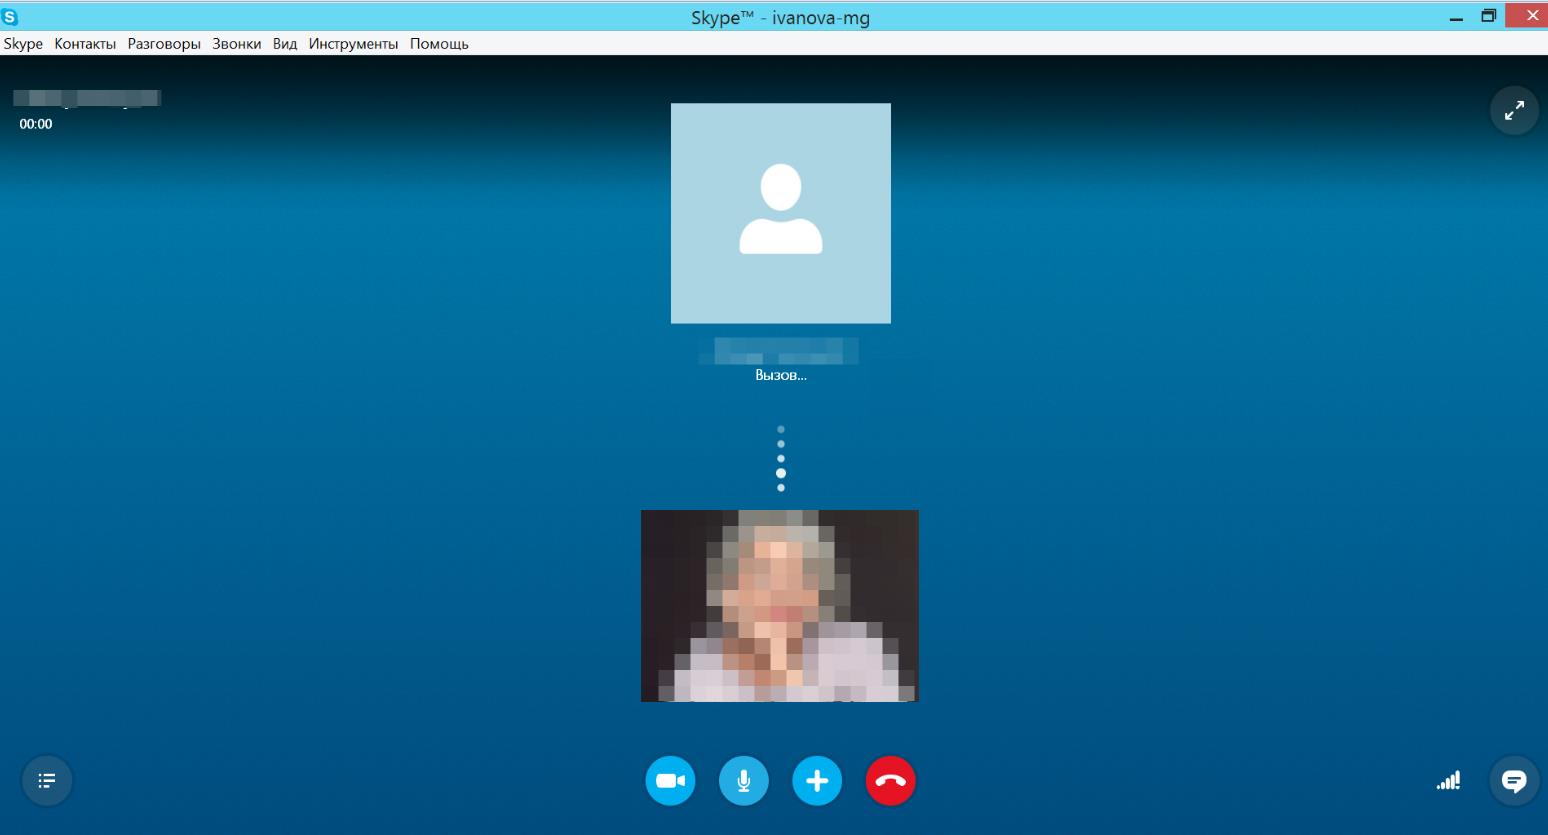 Skype™ - ivanova-mg
Skype Контакты Разговоры Звонки Вид Инструменты Помощь
00:00
Вызов...